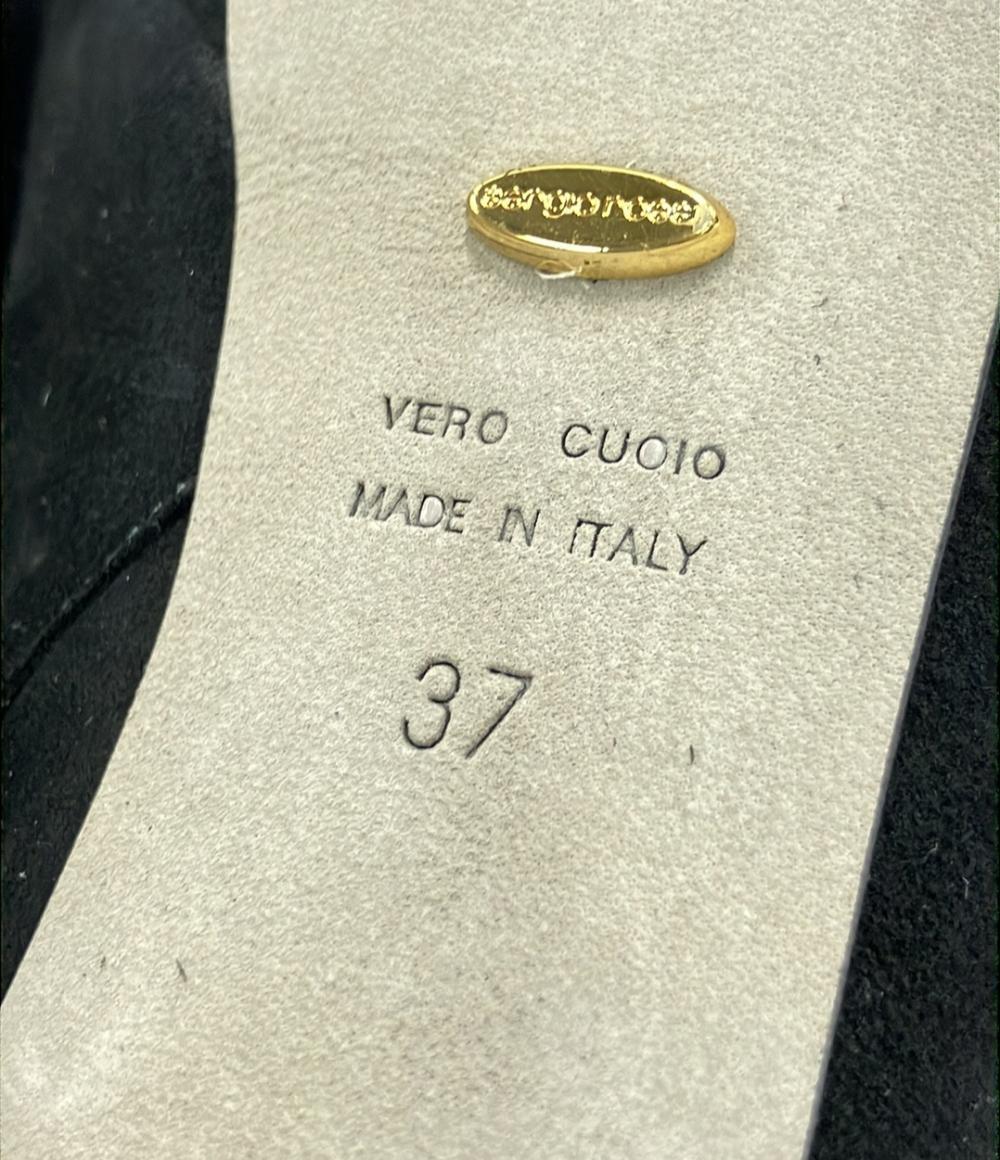 sergio rossi
VERO CUOIO
MADE IN ITALY
37